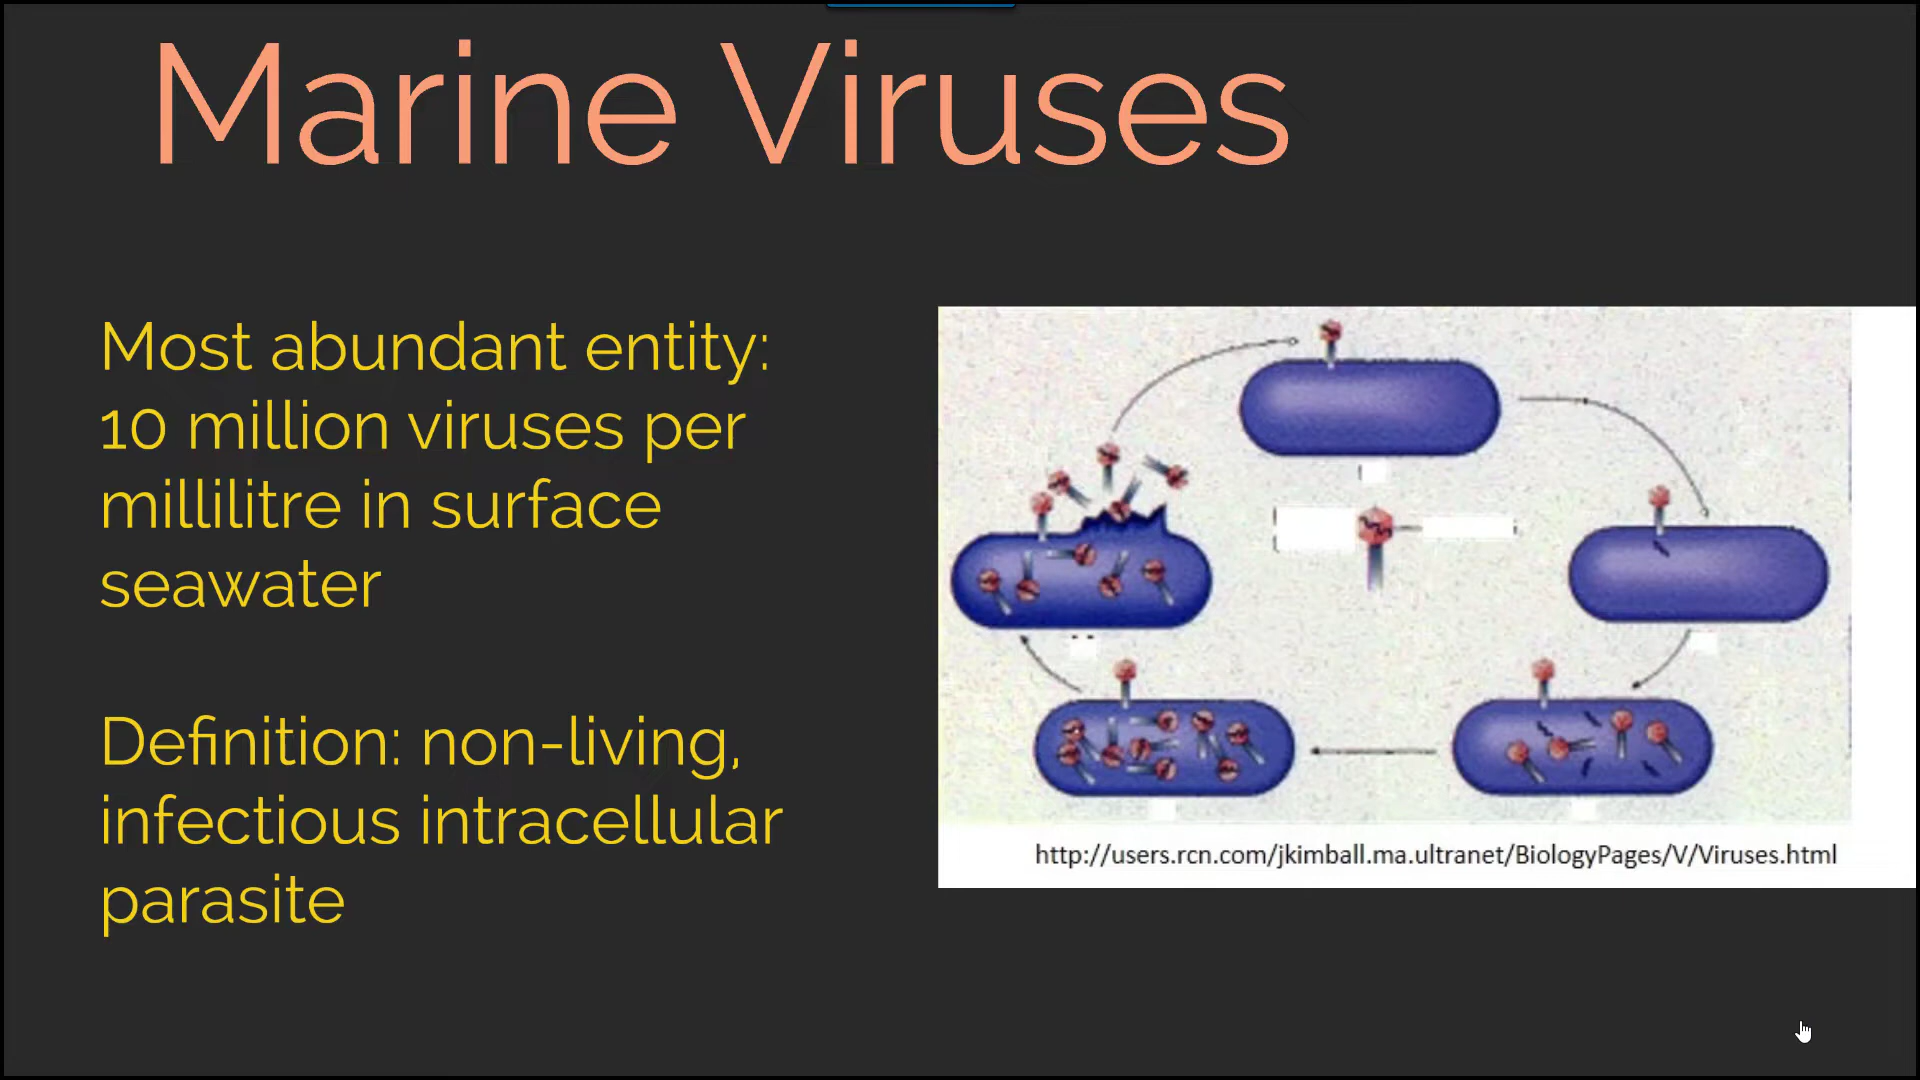 Marine Viruses
Most abundant entity:
10 million viruses per
millilitre in surface
seawater
Definition: non-living,
infectious intracellular
parasite
http://users.rcn.com/jkimball.ma.ultranet/BiologyPages/V/Viruses.html